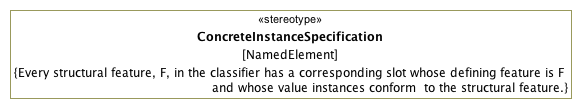 «stereotype»
ConcreteInstanceSpecification
[NamedElement]
{Every structural feature, F, in the classifier has a corresponding slot whose defining feature is F
and whose value instances conform to the structural feature.}